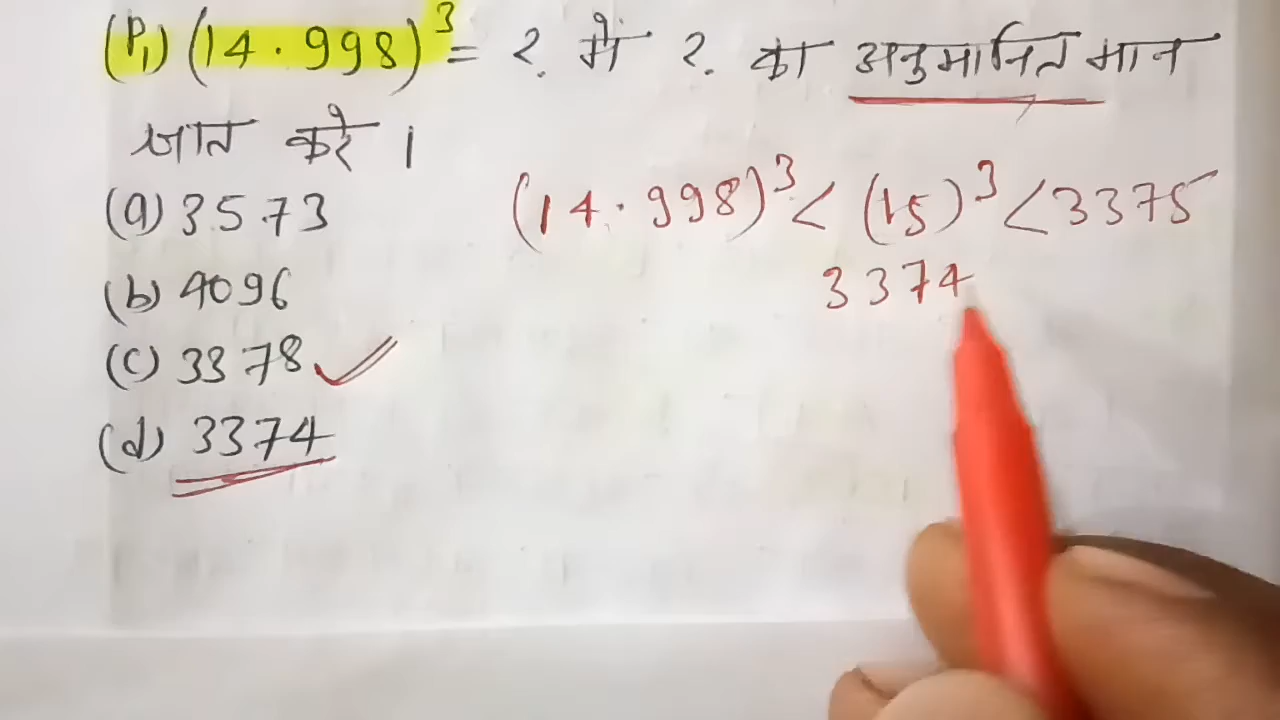 (P₁) (14.998)³ = ? मे ? का अनुमानित मान
ज्ञात करे ।
(a) 3573
(b) 4096
(c) 3378 ✓
(d) 3374
(14.998)³ < (15)³ < 3375
3374